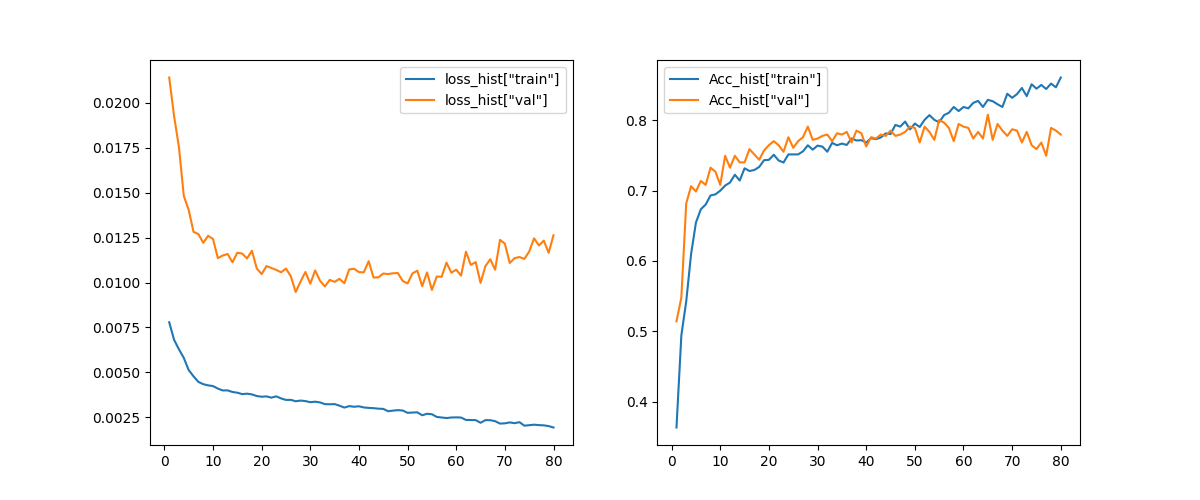 loss_hist["train"]
loss_hist["val"]
0.0200
0.0175
0.0150
0.0125
0.0100
0.0075
0.0050
0.0025
0 10 20 30 40 50 60 70 80
Acc_hist["train"]
Acc_hist["val"]
0.8
0.7
0.6
0.5
0.4
0 10 20 30 40 50 60 70 80